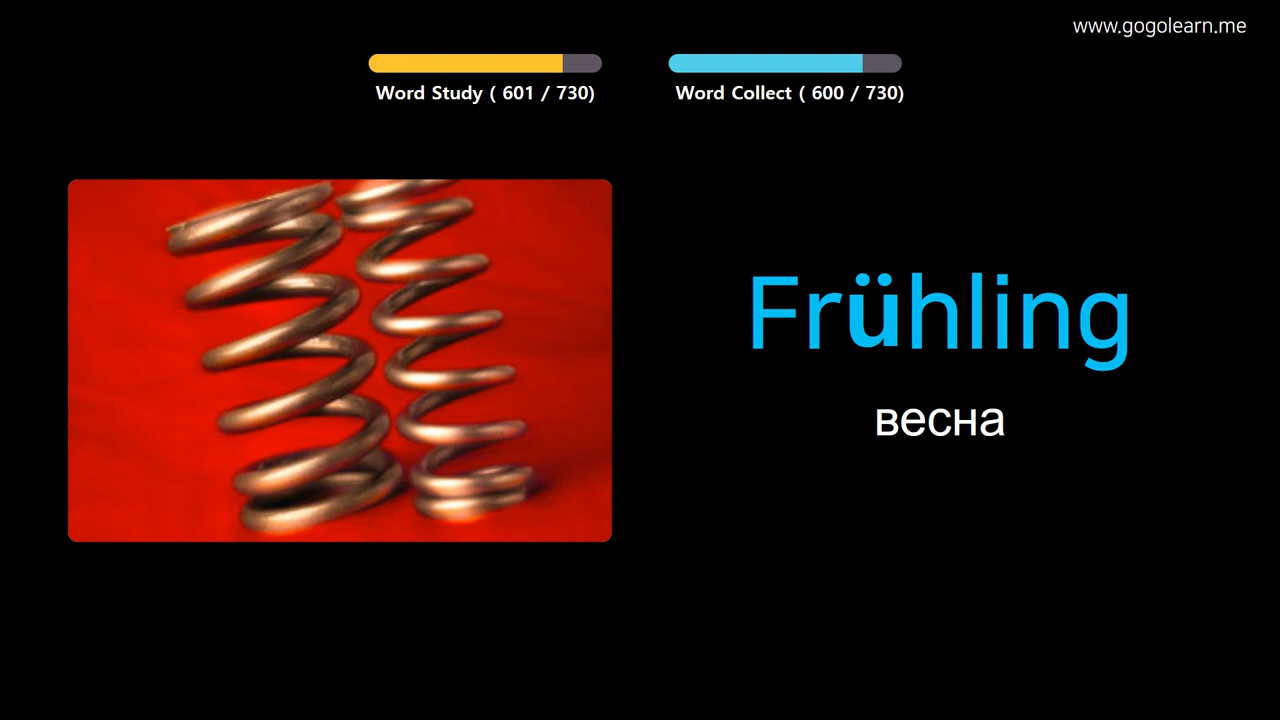 www.gogolearn.me
Word Study ( 601 / 730)
Word Collect ( 600 / 730)
Frühling
весна